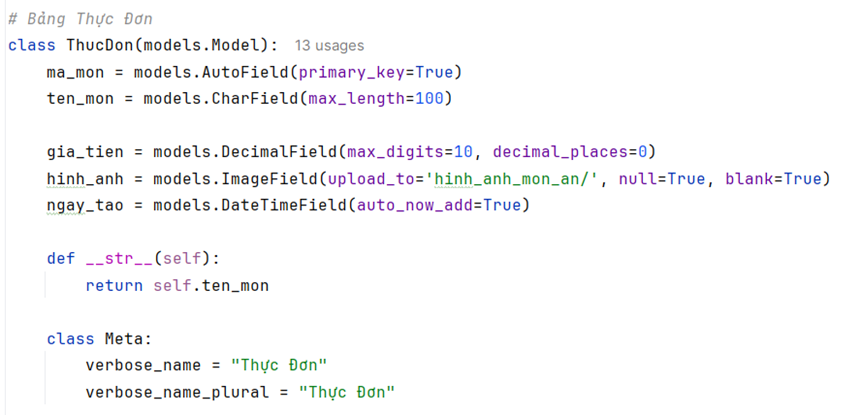 # Bảng Thực Đơn
class ThucDon(models.Model):  13 usages
    ma_mon = models.AutoField(primary_key=True)
    ten_mon = models.CharField(max_length=100)

    gia_tien = models.DecimalField(max_digits=10, decimal_places=0)
    hinh_anh = models.ImageField(upload_to='hinh_anh_mon_an/', null=True, blank=True)
    ngay_tao = models.DateTimeField(auto_now_add=True)

    def __str__(self):
        return self.ten_mon

    class Meta:
        verbose_name = "Thực Đơn"
        verbose_name_plural = "Thực Đơn"